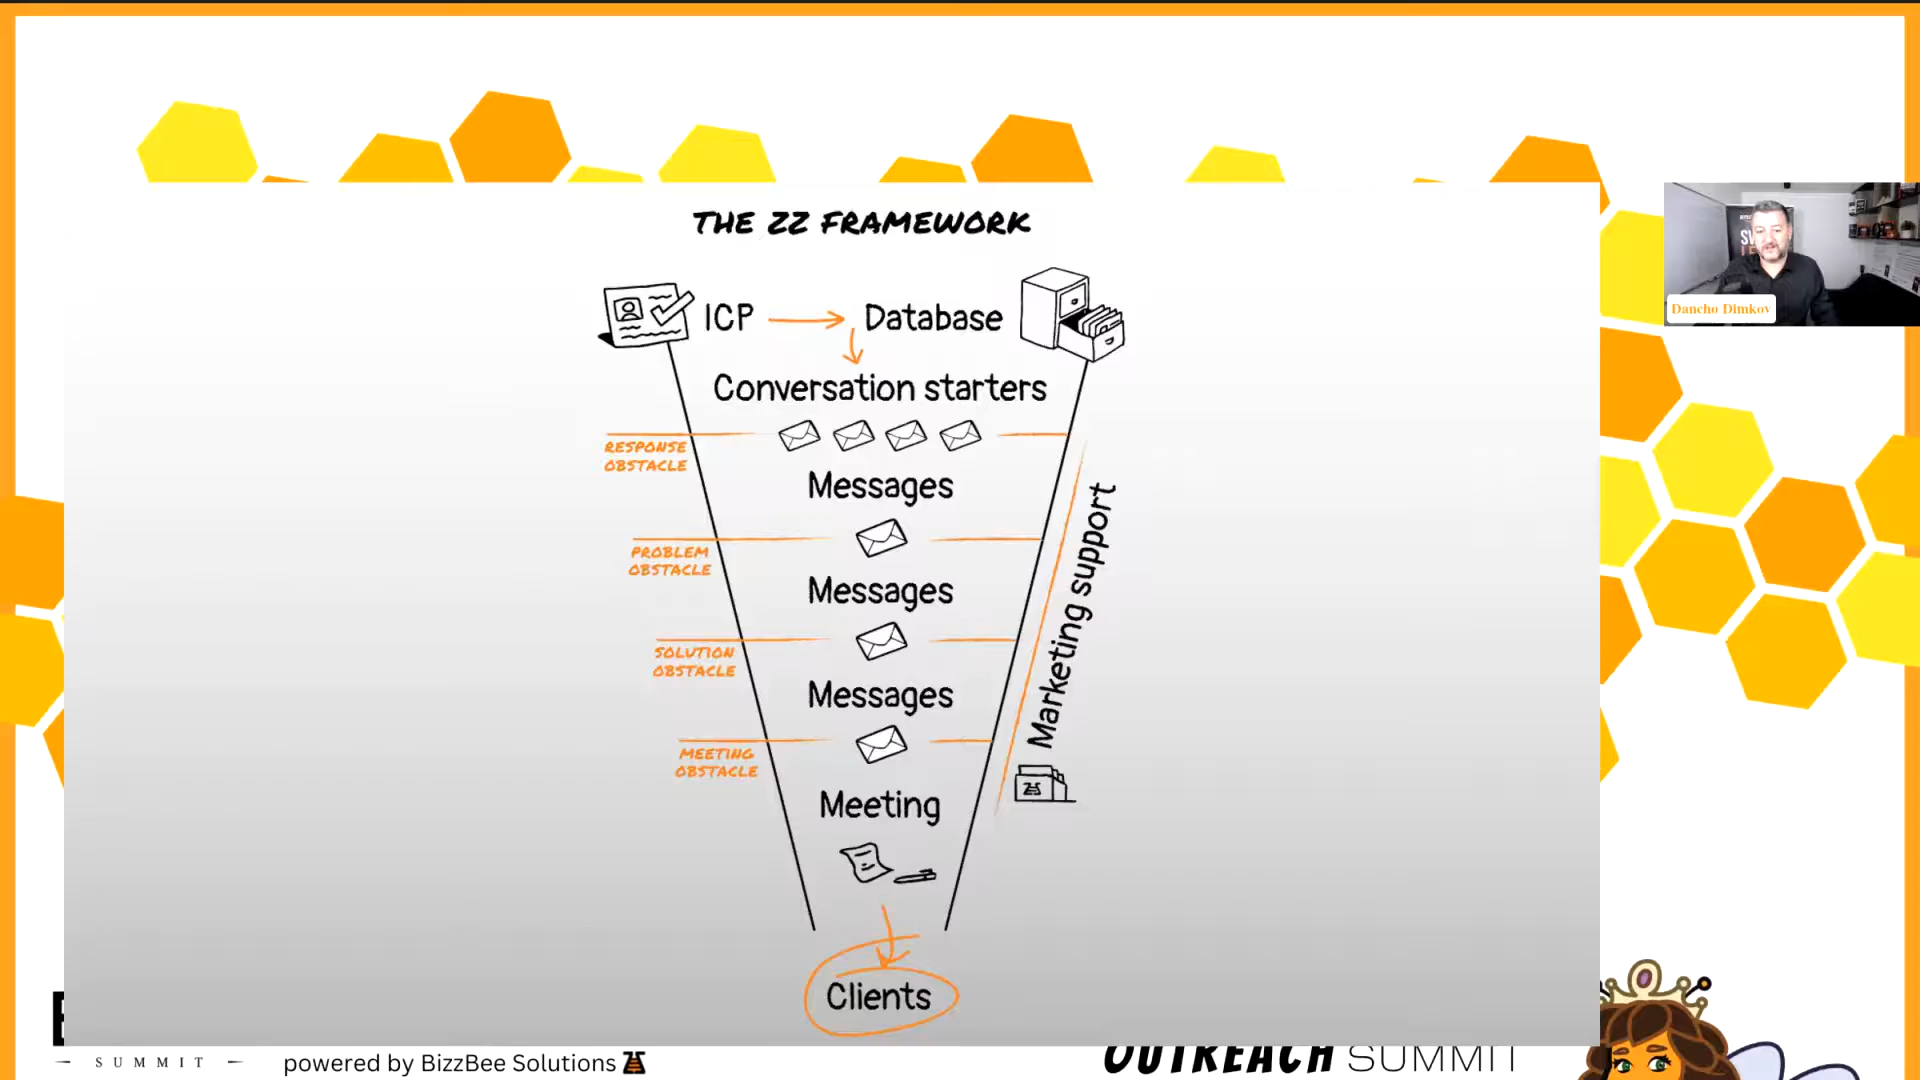 THE ZZ FRAMEWORK
ICP
Database
Conversation starters
RESPONSE
OBSTACLE
Messages
PROBLEM
OBSTACLE
Messages
SOLUTION
OBSTACLE
Messages
MEETING
OBSTACLE
Meeting
Clients
Marketing support
Dancho Dimkov
SUMMIT
powered by BizzBee Solutions
OUTREACH SUMMIT